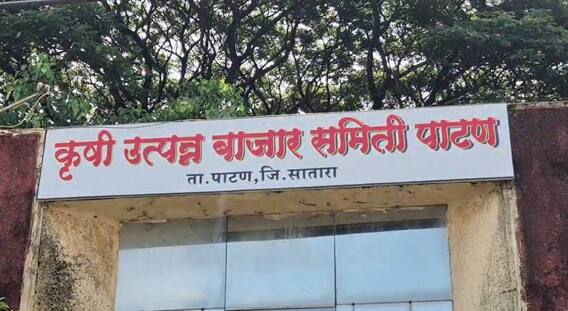 कृषी उत्पन्न बाजार समिती पाटण
ता.पाटण,जि.सातारा